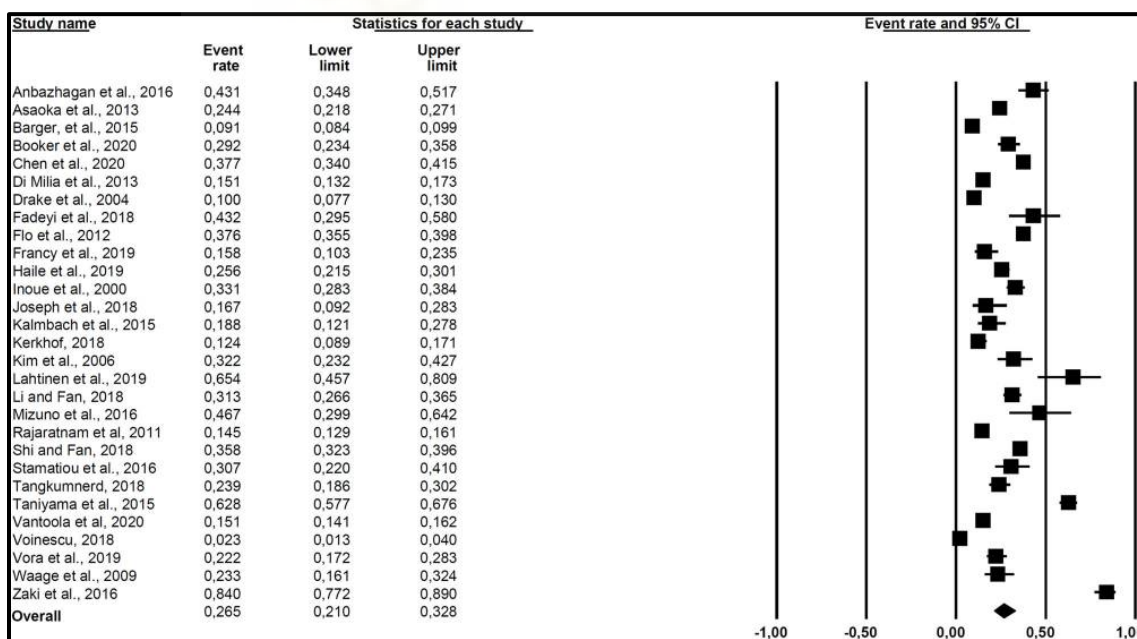 Study name Statistics for each study Event rate and 95% CI
Event Lower Upper
rate limit limit
Anbazhagan et al., 2016 0,431 0,348 0,517
Asaoka et al., 2013 0,244 0,218 0,271
Barger, et al., 2015 0,091 0,084 0,099
Booker et al., 2020 0,292 0,234 0,358
Chen et al., 2020 0,377 0,340 0,415
Di Milia et al., 2013 0,151 0,132 0,173
Drake et al., 2004 0,100 0,077 0,130
Fadeyi et al., 2018 0,432 0,295 0,580
Flo et al., 2012 0,376 0,355 0,398
Francy et al., 2019 0,158 0,103 0,235
Haile et al., 2019 0,256 0,215 0,301
Inoue et al., 2000 0,331 0,283 0,384
Joseph et al., 2018 0,167 0,092 0,283
Kalmbach et al., 2015 0,188 0,121 0,278
Kerkhof, 2018 0,124 0,089 0,171
Kim et al., 2006 0,322 0,232 0,427
Lahtinen et al., 2019 0,654 0,457 0,809
Li and Fan, 2018 0,313 0,266 0,365
Mizuno et al., 2016 0,467 0,299 0,642
Rajaratnam et al, 2011 0,145 0,129 0,161
Shi and Fan, 2018 0,358 0,323 0,396
Stamatiou et al., 2016 0,307 0,220 0,410
Tangkumnerd, 2018 0,239 0,186 0,302
Taniyama et al., 2015 0,628 0,577 0,676
Vantoola et al, 2020 0,151 0,141 0,162
Voinescu, 2018 0,023 0,013 0,040
Vora et al., 2019 0,222 0,172 0,283
Waage et al., 2009 0,233 0,161 0,324
Zaki et al., 2016 0,840 0,772 0,890
Overall 0,265 0,210 0,328
-1,00 -0,50 0,00 0,50 1,0